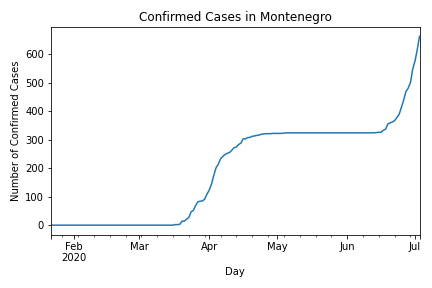 Confirmed Cases in Montenegro
Number of Confirmed Cases
600
500
400
300
200
100
0
Feb
2020
Mar
Apr
May
Jun
Jul
Day